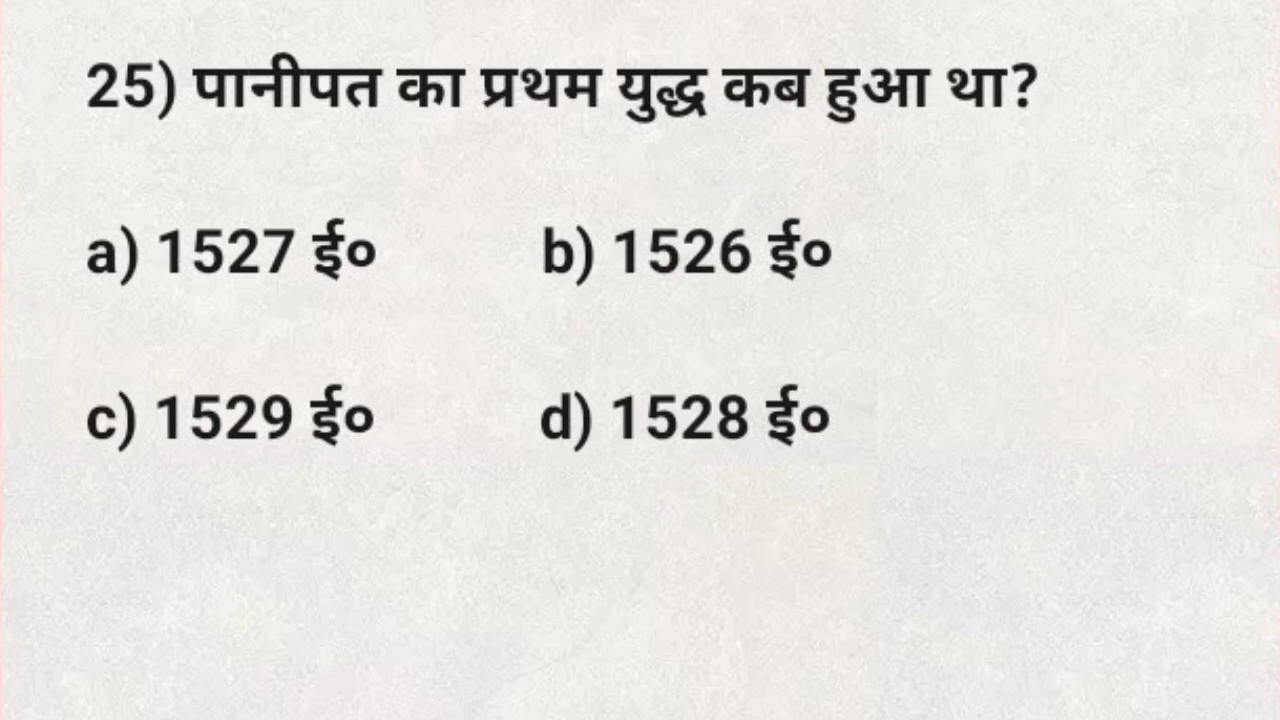 25) पानीपत का प्रथम युद्ध कब हुआ था?
a) 1527 ई० b) 1526 ई०
c) 1529 ई० d) 1528 ई०